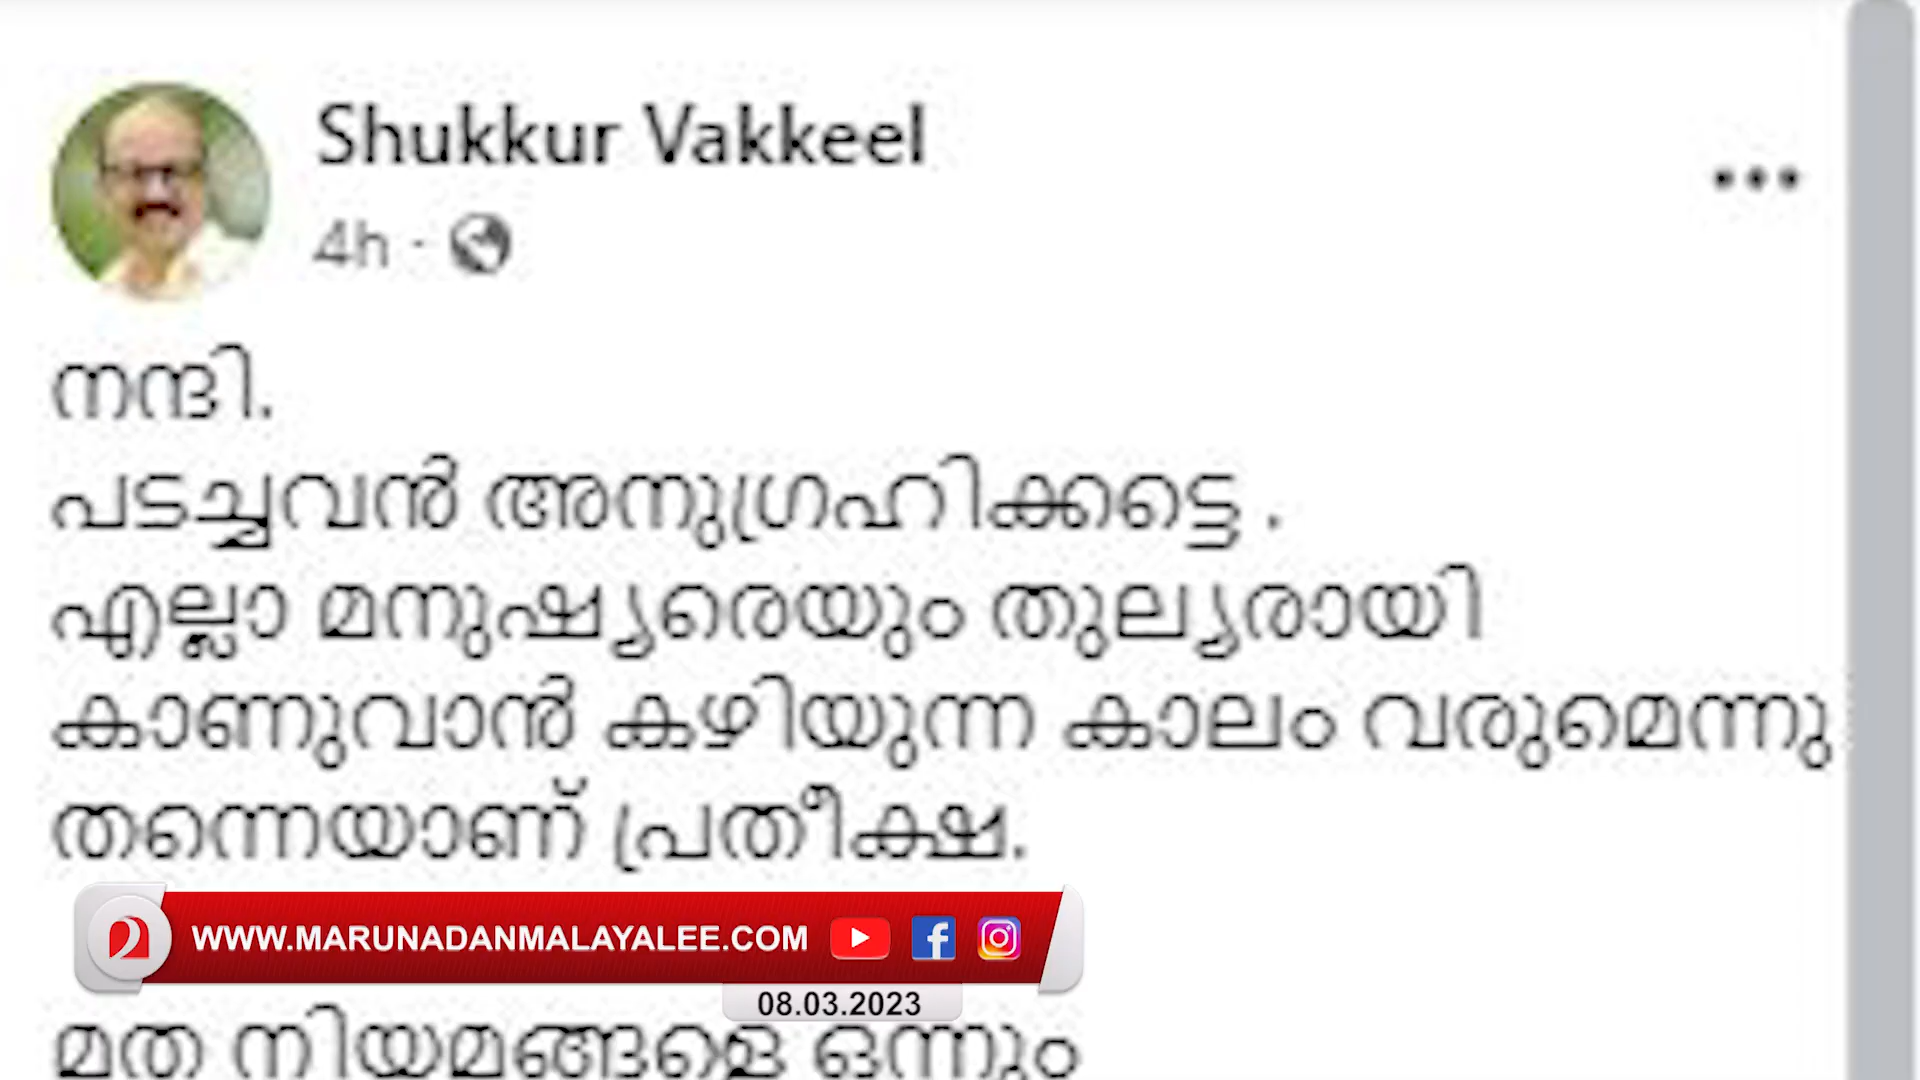 Shukkur Vakkeel
4h ·
നന്ദി.
പടച്ചവൻ അനുഗ്രഹിക്കട്ടെ .
എല്ലാ മനുഷ്യരെയും തുല്യരായി
കാണുവാൻ കഴിയുന്ന കാലം വരുമെന്നു
തന്നെയാണ് പ്രതീക്ഷ.
WWW.MARUNADANMALAYALEE.COM
08.03.2023
മത നിയമങ്ങളെ ഒന്നും